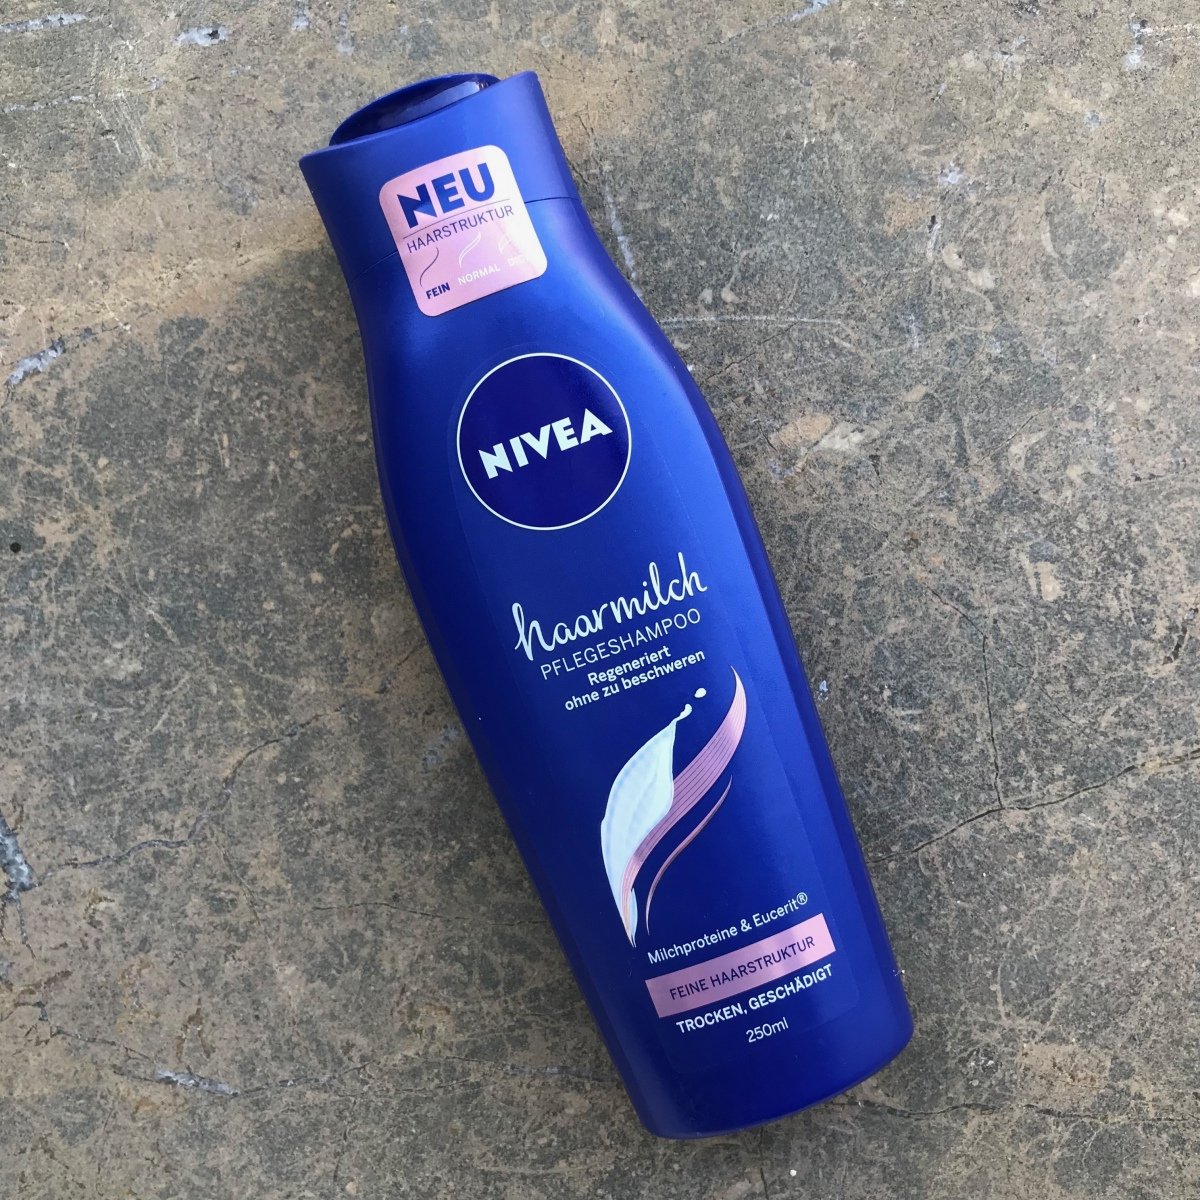 NEU
HAARSTRUKTUR
FEIN NORMAL
NIVEA
haarmilch
PFLEGESHAMPOO
Regeneriert
ohne zu beschweren
Milchproteine & Eucerit®
FEINE HAARSTRUKTUR
TROCKEN, GESCHÄDIGT
250ml